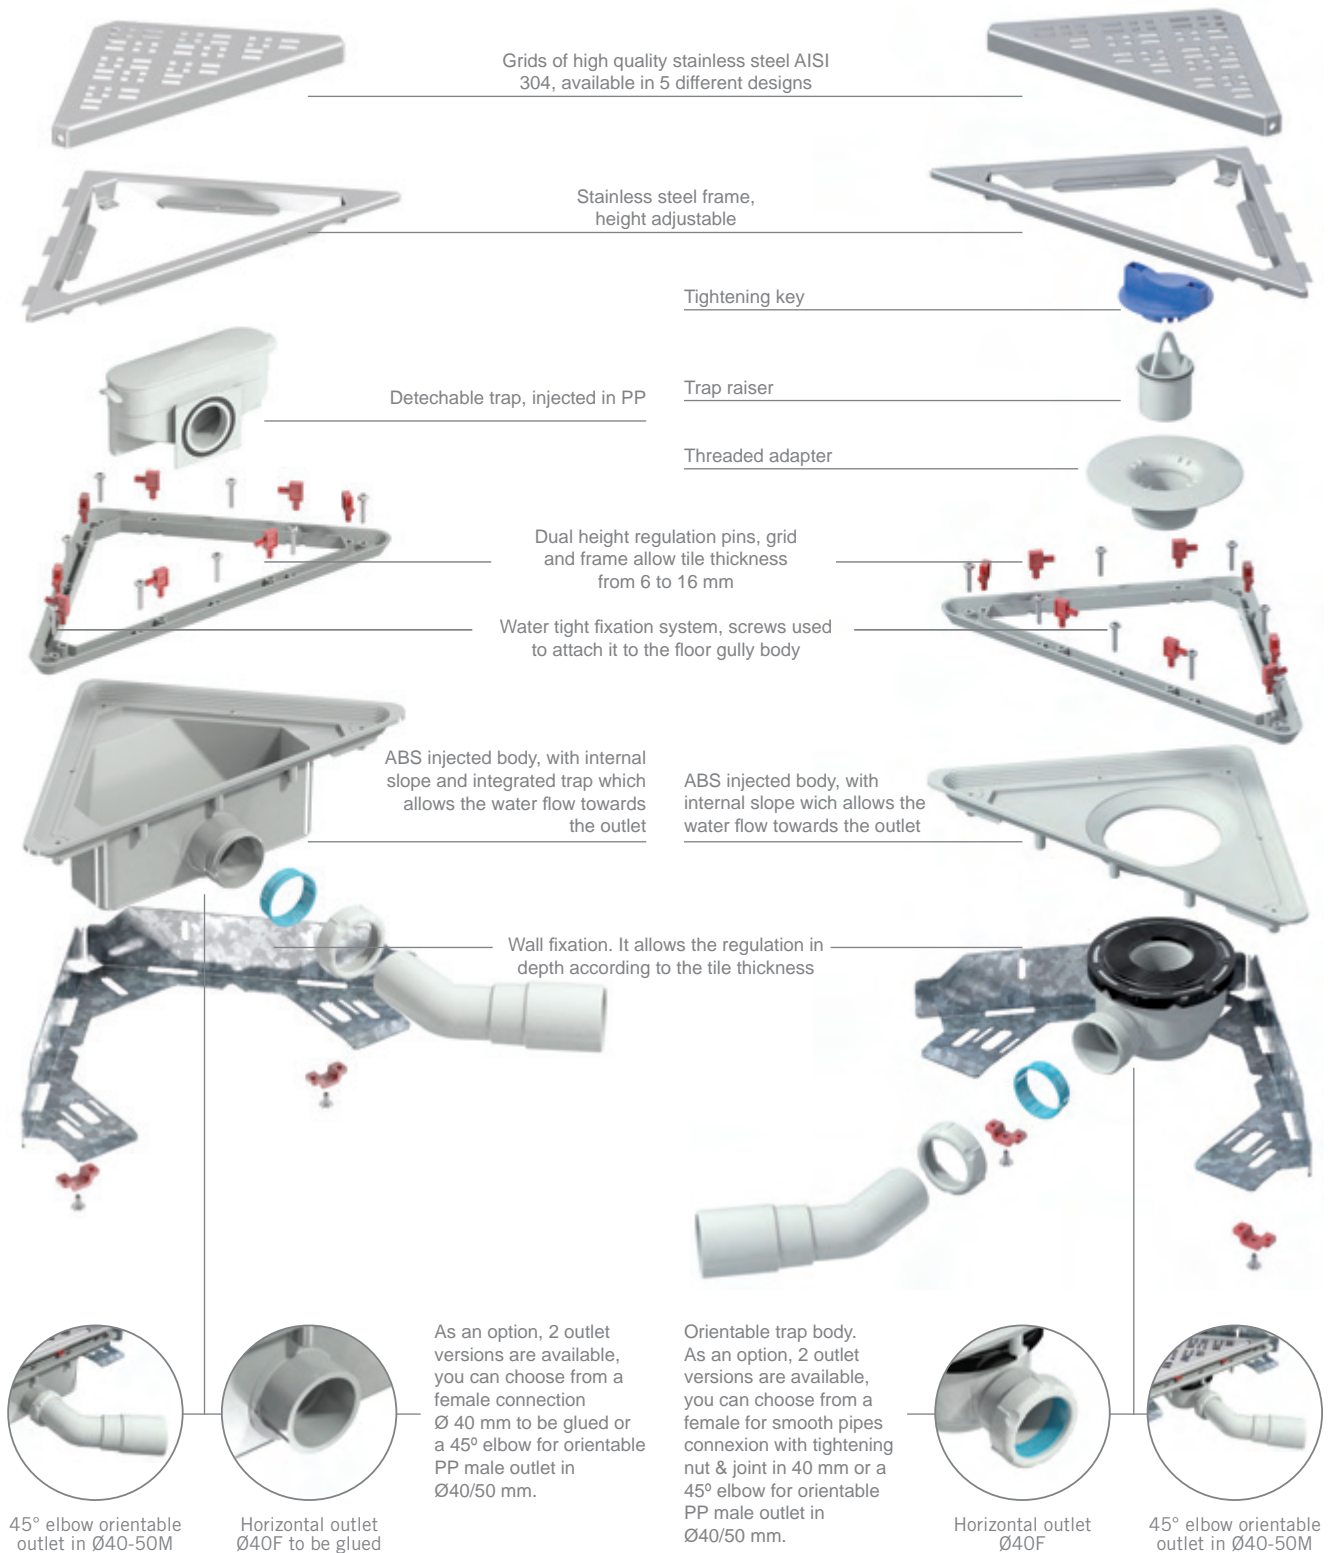 Grids of high quality stainless steel AISI
304, available in 5 different designs
Stainless steel frame,
height adjustable
Tightening key
Detechable trap, injected in PP
Trap raiser
Threaded adapter
Dual height regulation pins, grid
and frame allow tile thickness
from 6 to 16 mm
Water tight fixation system, screws used
to attach it to the floor gully body
ABS injected body, with internal
slope and integrated trap which
allows the water flow towards
the outlet
ABS injected body, with
internal slope wich allows the
water flow towards the outlet
Wall fixation. It allows the regulation in
depth according to the tile thickness
As an option, 2 outlet
versions are available,
you can choose from a
female connection
Ø 40 mm to be glued or
a 45º elbow for orientable
PP male outlet in
Ø40/50 mm.
Orientable trap body.
As an option, 2 outlet
versions are available,
you can choose from a
female for smooth pipes
connexion with tightening
nut & joint in 40 mm or a
45º elbow for orientable
PP male outlet in
Ø40/50 mm.
45° elbow orientable
outlet in Ø40-50M
Horizontal outlet
Ø40F to be glued
Horizontal outlet
Ø40F
45° elbow orientable
outlet in Ø40-50M